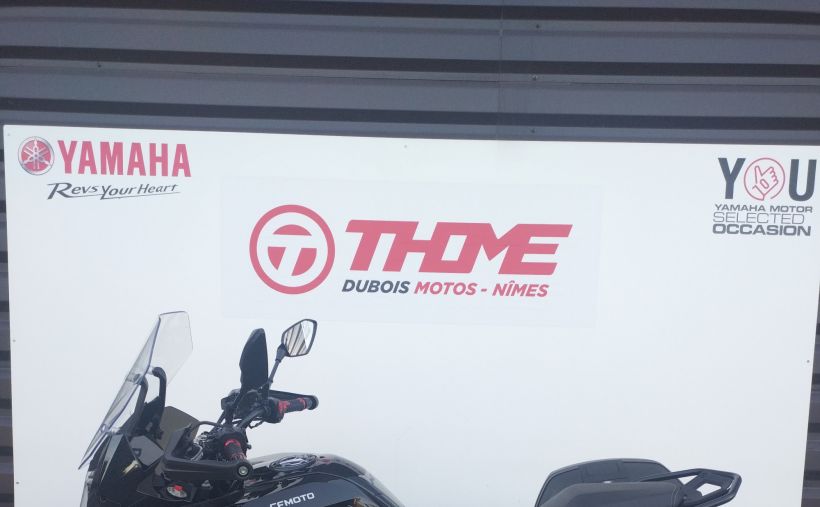 YAMAHA
Revs Your Heart
YOU
YAMAHA MOTOR
SELECTED
OCCASION
THOME
DUBOIS MOTOS - NÎMES
CFMOTO